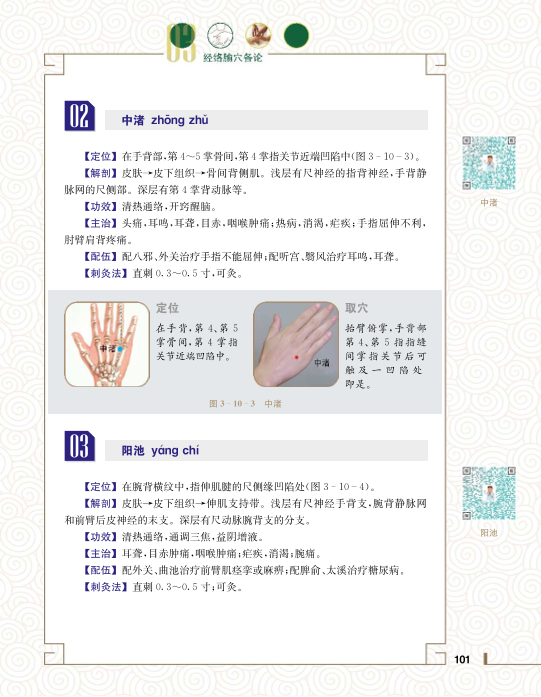 03
经络腧穴各论
02
中渚 zhōng zhǔ
【定位】在手背部,第4~5掌骨间,第4掌指关节近端凹陷中(图3-10-3)。
【解剖】皮肤→皮下组织→骨间背侧肌。浅层有尺神经的指背神经,手背静
脉网的尺侧部。深层有第4掌背动脉等。
【功效】清热通络,开窍醒脑。
【主治】头痛,耳鸣,耳聋,目赤,咽喉肿痛;热病,消渴,疟疾;手指屈伸不利,
肘臂肩背疼痛。
【配伍】配八邪、外关治疗手指不能屈伸;配听宫、翳风治疗耳鸣,耳聋。
【刺灸法】直刺0.3~0.5寸,可灸。
中渚
定位
在手背,第4、第5
掌骨间,第4掌指
关节近端凹陷中。
中渚
中渚
取穴
抬臂俯掌,手背部
第4、第5指指缝
间掌指关节后可
触及一凹陷处
即是。
图3-10-3 中渚
03
阳池 yáng chí
【定位】在腕背横纹中,指伸肌腱的尺侧缘凹陷处(图3-10-4)。
【解剖】皮肤→皮下组织→伸肌支持带。浅层有尺神经手背支,腕背静脉网
和前臂后皮神经的末支。深层有尺动脉腕背支的分支。
【功效】清热通络,通调三焦,益阴增液。
【主治】耳聋,目赤肿痛,咽喉肿痛;疟疾,消渴;腕痛。
【配伍】配外关、曲池治疗前臂肌痉挛或麻痹;配脾俞、太溪治疗糖尿病。
【刺灸法】直刺0.3~0.5寸;可灸。
阳池
101